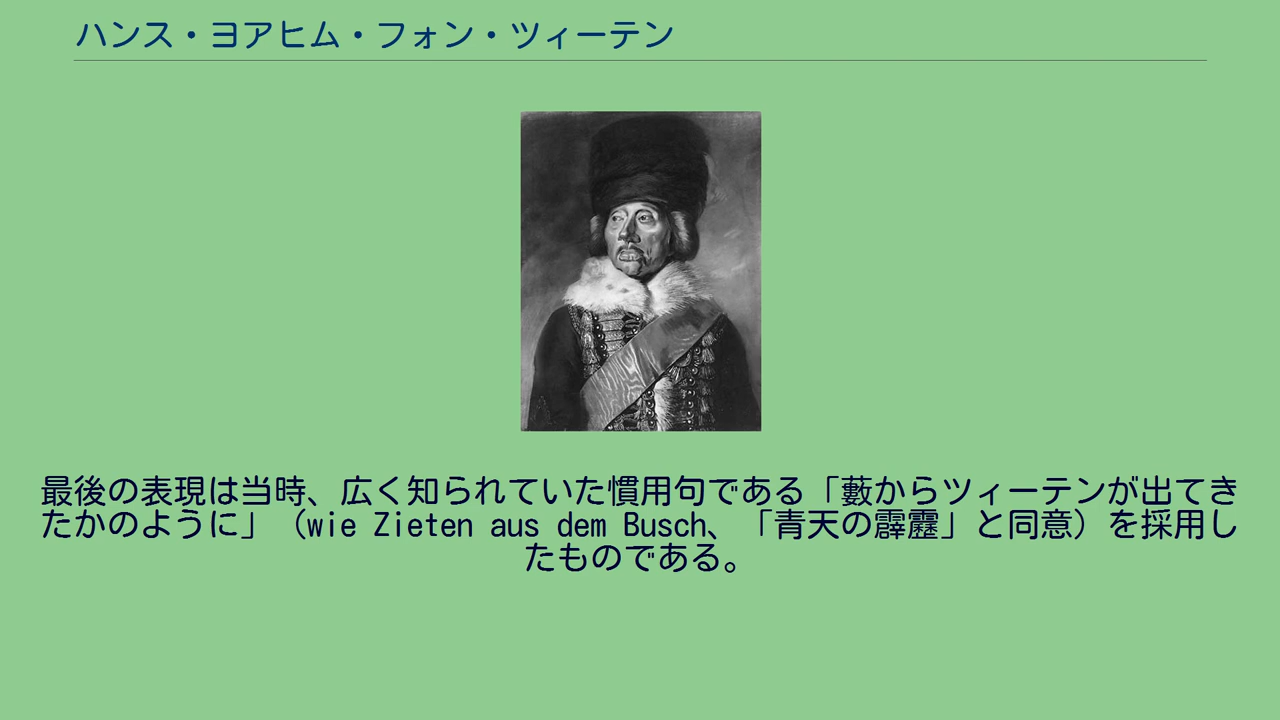 ハンス・ヨアヒム・フォン・ツィーテン
最後の表現は当時、広く知られていた慣用句である「藪からツィーテンが出てき
たかのように」（wie Zieten aus dem Busch、「青天の霹靂」と同意）を採用し
たものである。